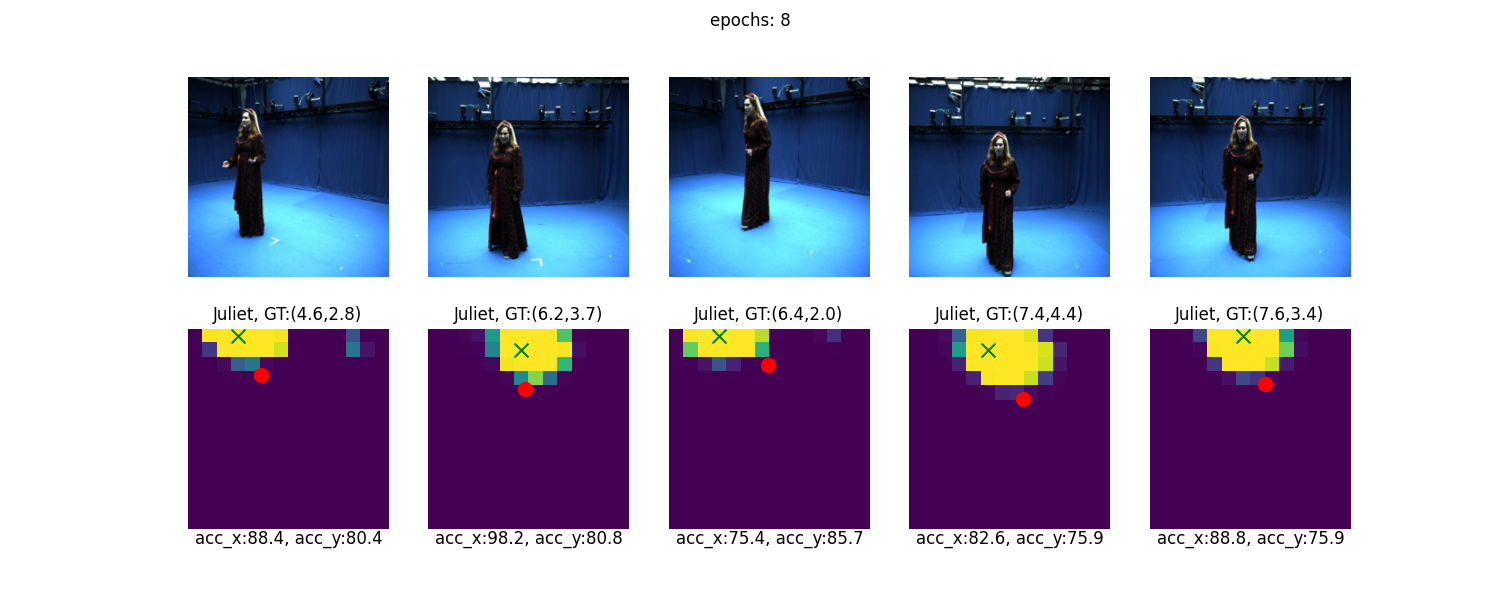 epochs: 8
Juliet, GT:(4.6,2.8)
Juliet, GT:(6.2,3.7)
Juliet, GT:(6.4,2.0)
Juliet, GT:(7.4,4.4)
Juliet, GT:(7.6,3.4)
acc_x:88.4, acc_y:80.4
acc_x:98.2, acc_y:80.8
acc_x:75.4, acc_y:85.7
acc_x:82.6, acc_y:75.9
acc_x:88.8, acc_y:75.9